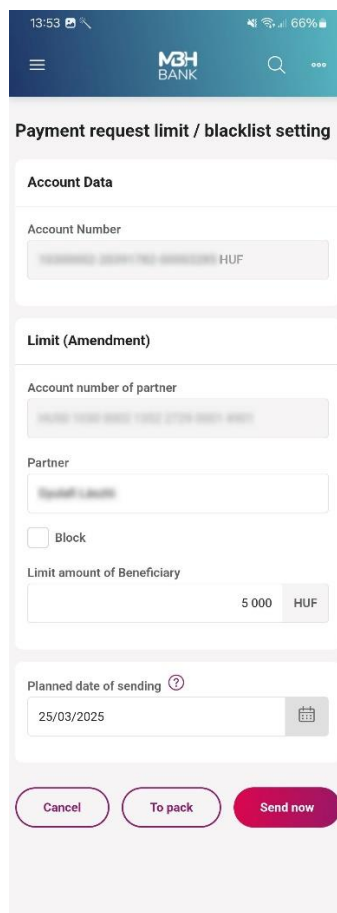 13:53 66%
MBH
BANK
Payment request limit / blacklist setting
Account Data
Account Number
HUF
Limit (Amendment)
Account number of partner
Partner
Block
Limit amount of Beneficiary
5 000 HUF
Planned date of sending ?
25/03/2025
Cancel To pack Send now